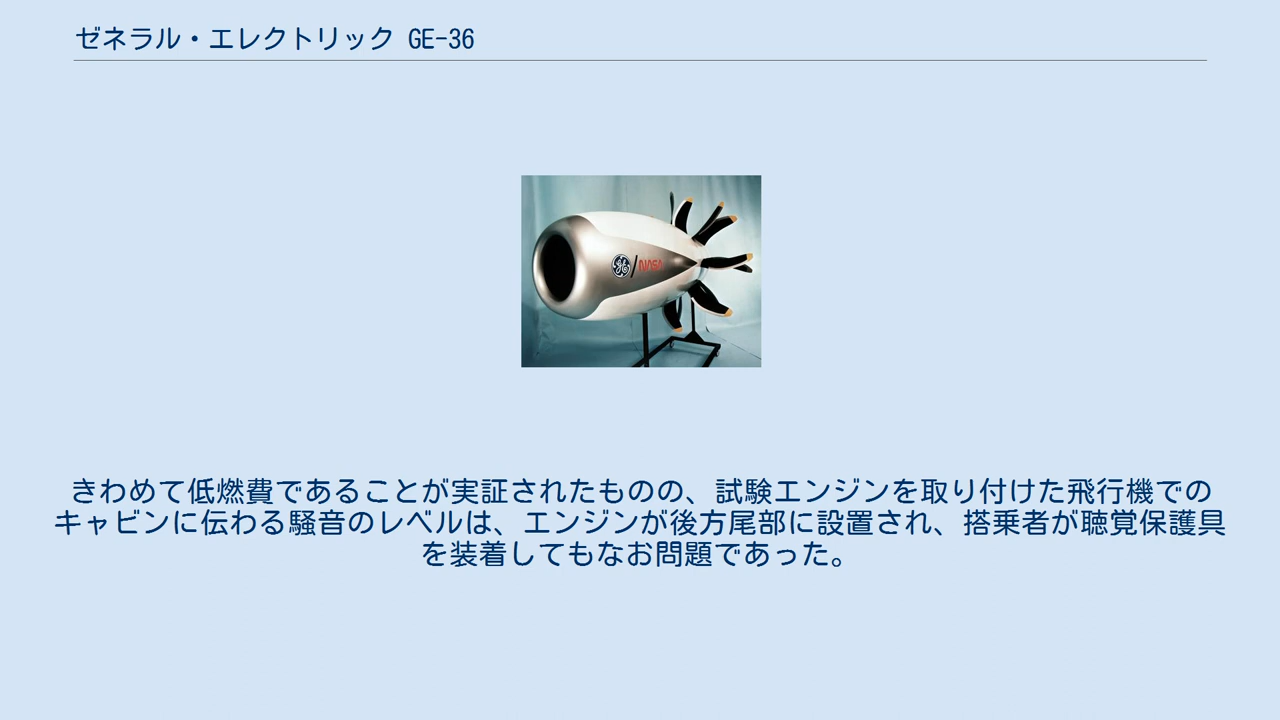 ゼネラル・エレクトリック GE-36
GE/NASA
きわめて低燃費であることが実証されたものの、試験エンジンを取り付けた飛行機での
キャビンに伝わる騒音のレベルは、エンジンが後方尾部に設置され、搭乗者が聴覚保護具
を装着してもなお問題であった。